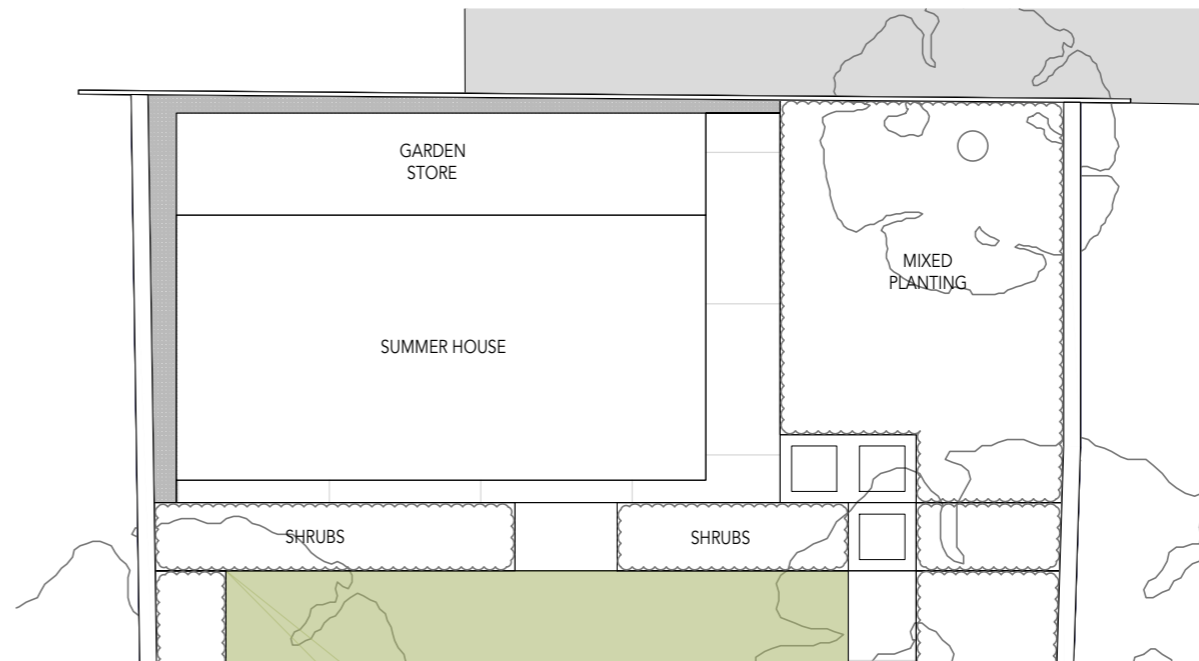 GARDEN
STORE
MIXED
PLANTING
SUMMER HOUSE
SHRUBS
SHRUBS